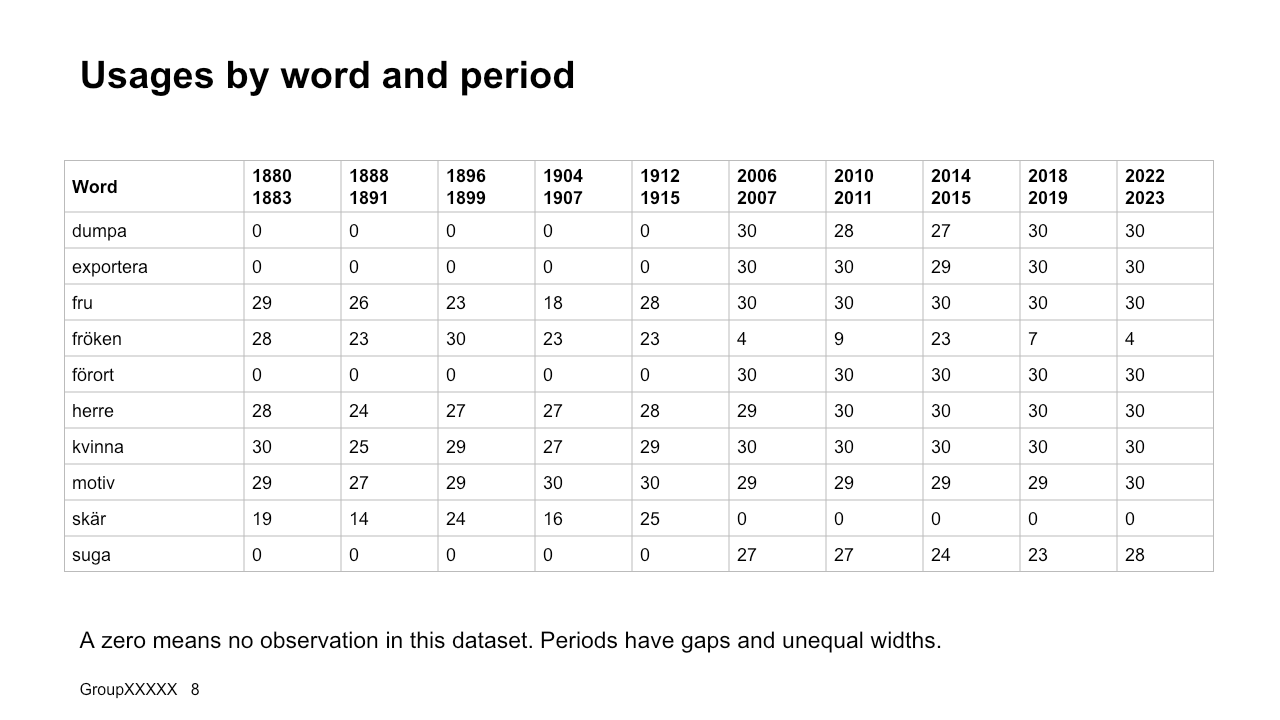 Usages by word and period
Word 1880 1883 1888 1891 1896 1899 1904 1907 1912 1915 2006 2007 2010 2011 2014 2015 2018 2019 2022 2023
dumpa 0 0 0 0 0 30 28 27 30 30
exportera 0 0 0 0 0 30 30 29 30 30
fru 29 26 23 18 28 30 30 30 30 30
fröken 28 23 30 23 23 4 9 23 7 4
förort 0 0 0 0 0 30 30 30 30 30
herre 28 24 27 27 28 29 30 30 30 30
kvinna 30 25 29 27 29 30 30 30 30 30
motiv 29 27 29 30 30 29 29 29 29 30
skär 19 14 24 16 25 0 0 0 0 0
suga 0 0 0 0 0 27 27 24 23 28
A zero means no observation in this dataset. Periods have gaps and unequal widths.
GroupXXXXX 8